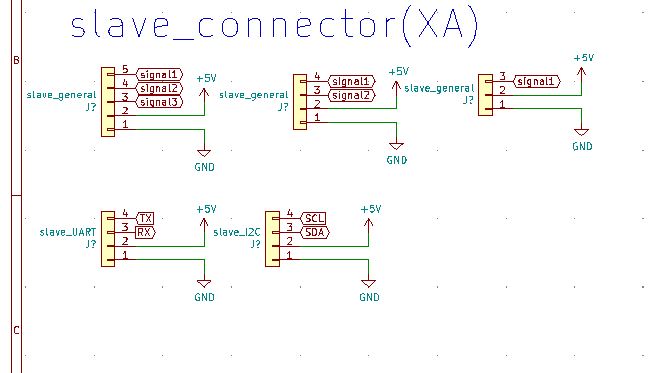 slave_connector(XA)
B
slave_general
J?
5
4
3
2
1
signal1
signal2
signal3
+5V
GND
slave_general
J?
4
3
2
1
signal1
signal2
+5V
GND
slave_general
J?
3
2
1
signal1
+5V
GND
slave_UART
J?
4
3
2
1
TX
RX
+5V
GND
slave_I2C
J?
4
3
2
1
SCL
SDA
+5V
GND
C